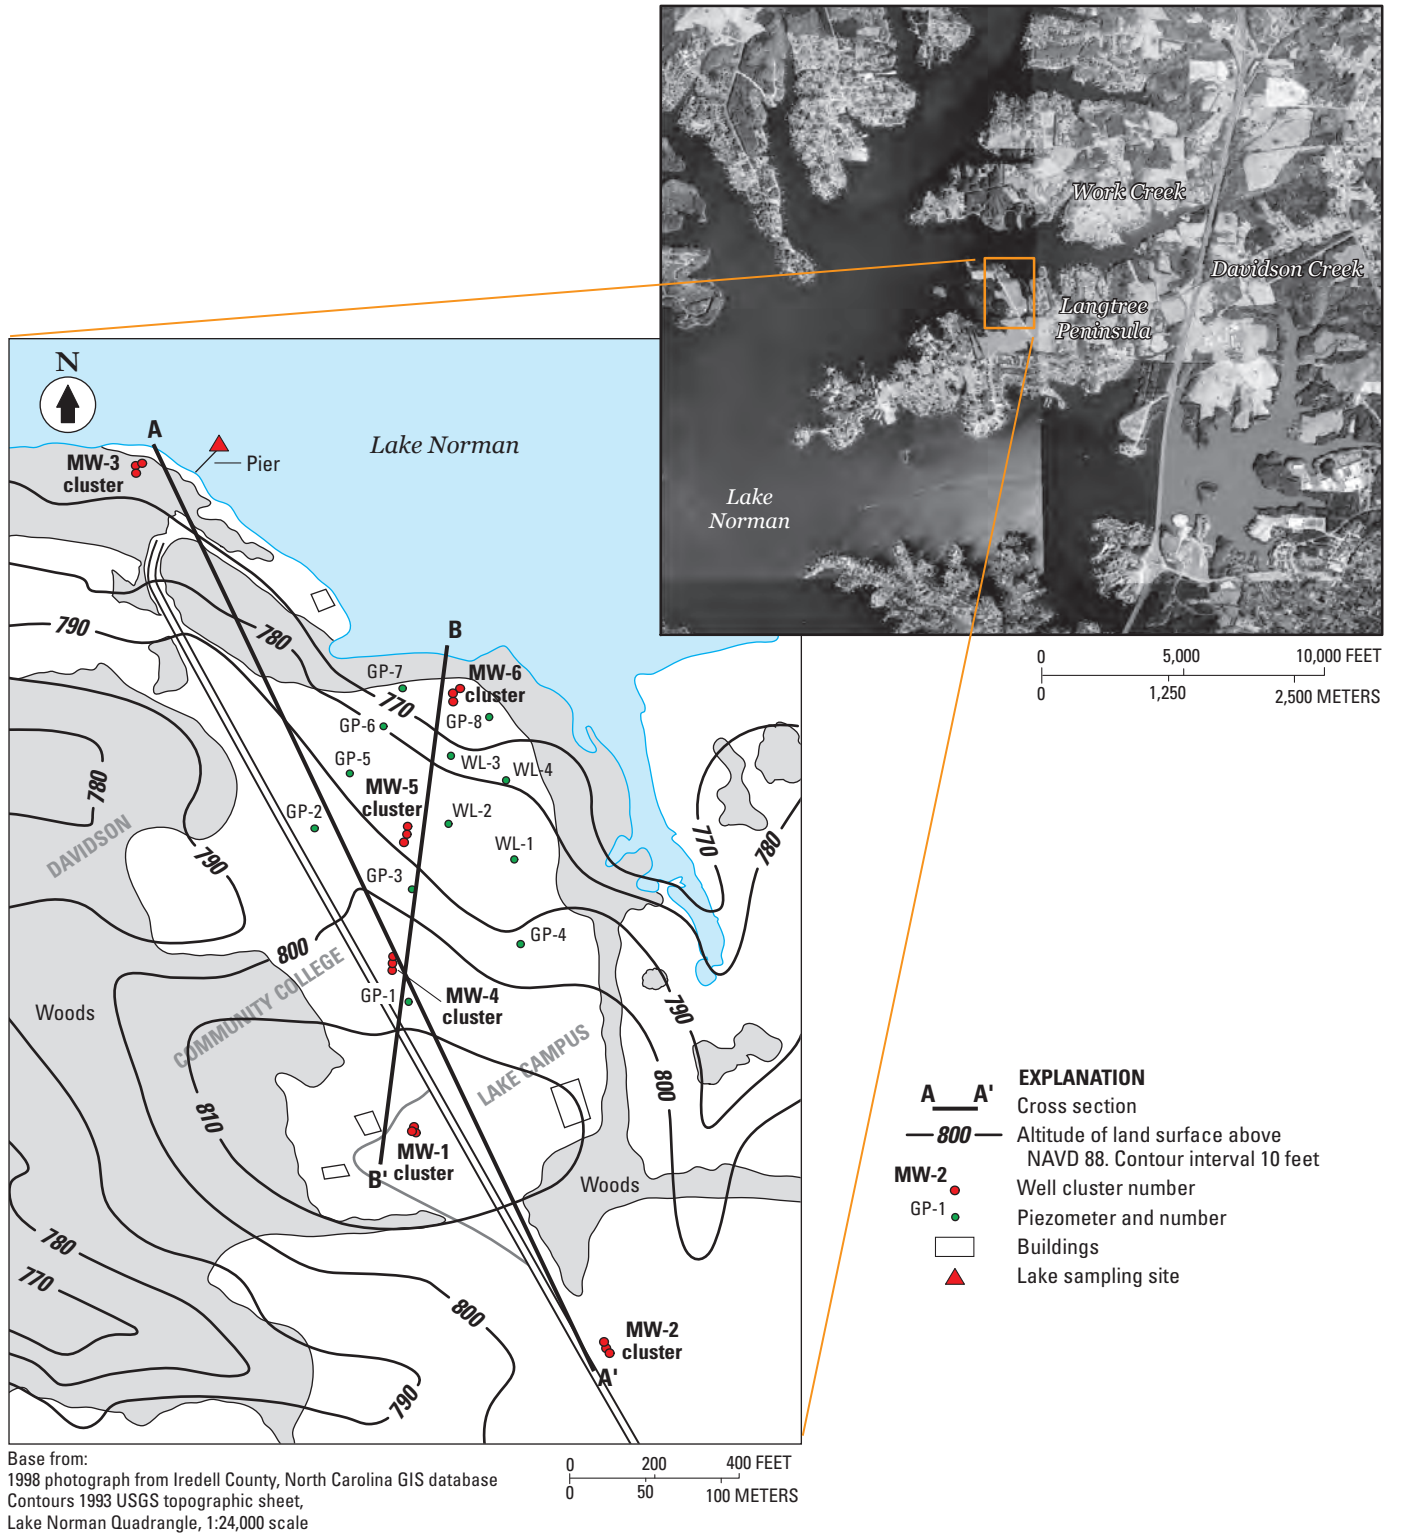 Work Creek
Davidson Creek
Langtree
Peninsula
Lake
Norman
0 5,000 10,000 FEET
0 1,250 2,500 METERS
N
A
Lake Norman
MW-3
cluster
Pier
790
780
B
GP-7
MW-6
cluster
770
GP-6
GP-8
GP-5
WL-3
WL-4
MW-5
cluster
780
GP-2
WL-2
770
780
DAVIDSON
790
WL-1
GP-3
800
GP-4
COMMUNITY COLLEGE
GP-1
MW-4
cluster
790
Woods
LAKE CAMPUS
800
810
MW-1
cluster
B'
Woods
780
770
800
MW-2
cluster
A'
790
EXPLANATION
A A'
Cross section
800
Altitude of land surface above
NAVD 88. Contour interval 10 feet
MW-2
Well cluster number
GP-1
Piezometer and number
Buildings
Lake sampling site
Base from:
1998 photograph from Iredell County, North Carolina GIS database
Contours 1993 USGS topographic sheet,
Lake Norman Quadrangle, 1:24,000 scale
0 200 400 FEET
0 50 100 METERS